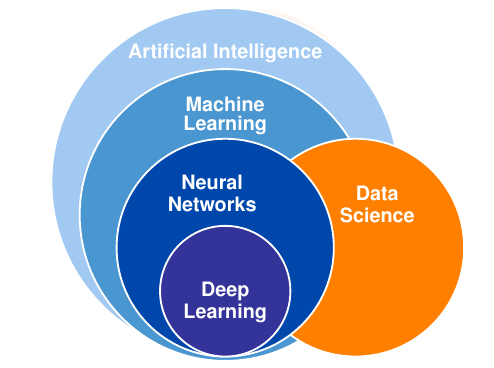 Artificial Intelligence
Machine
Learning
Neural
Networks
Data
Science
Deep
Learning